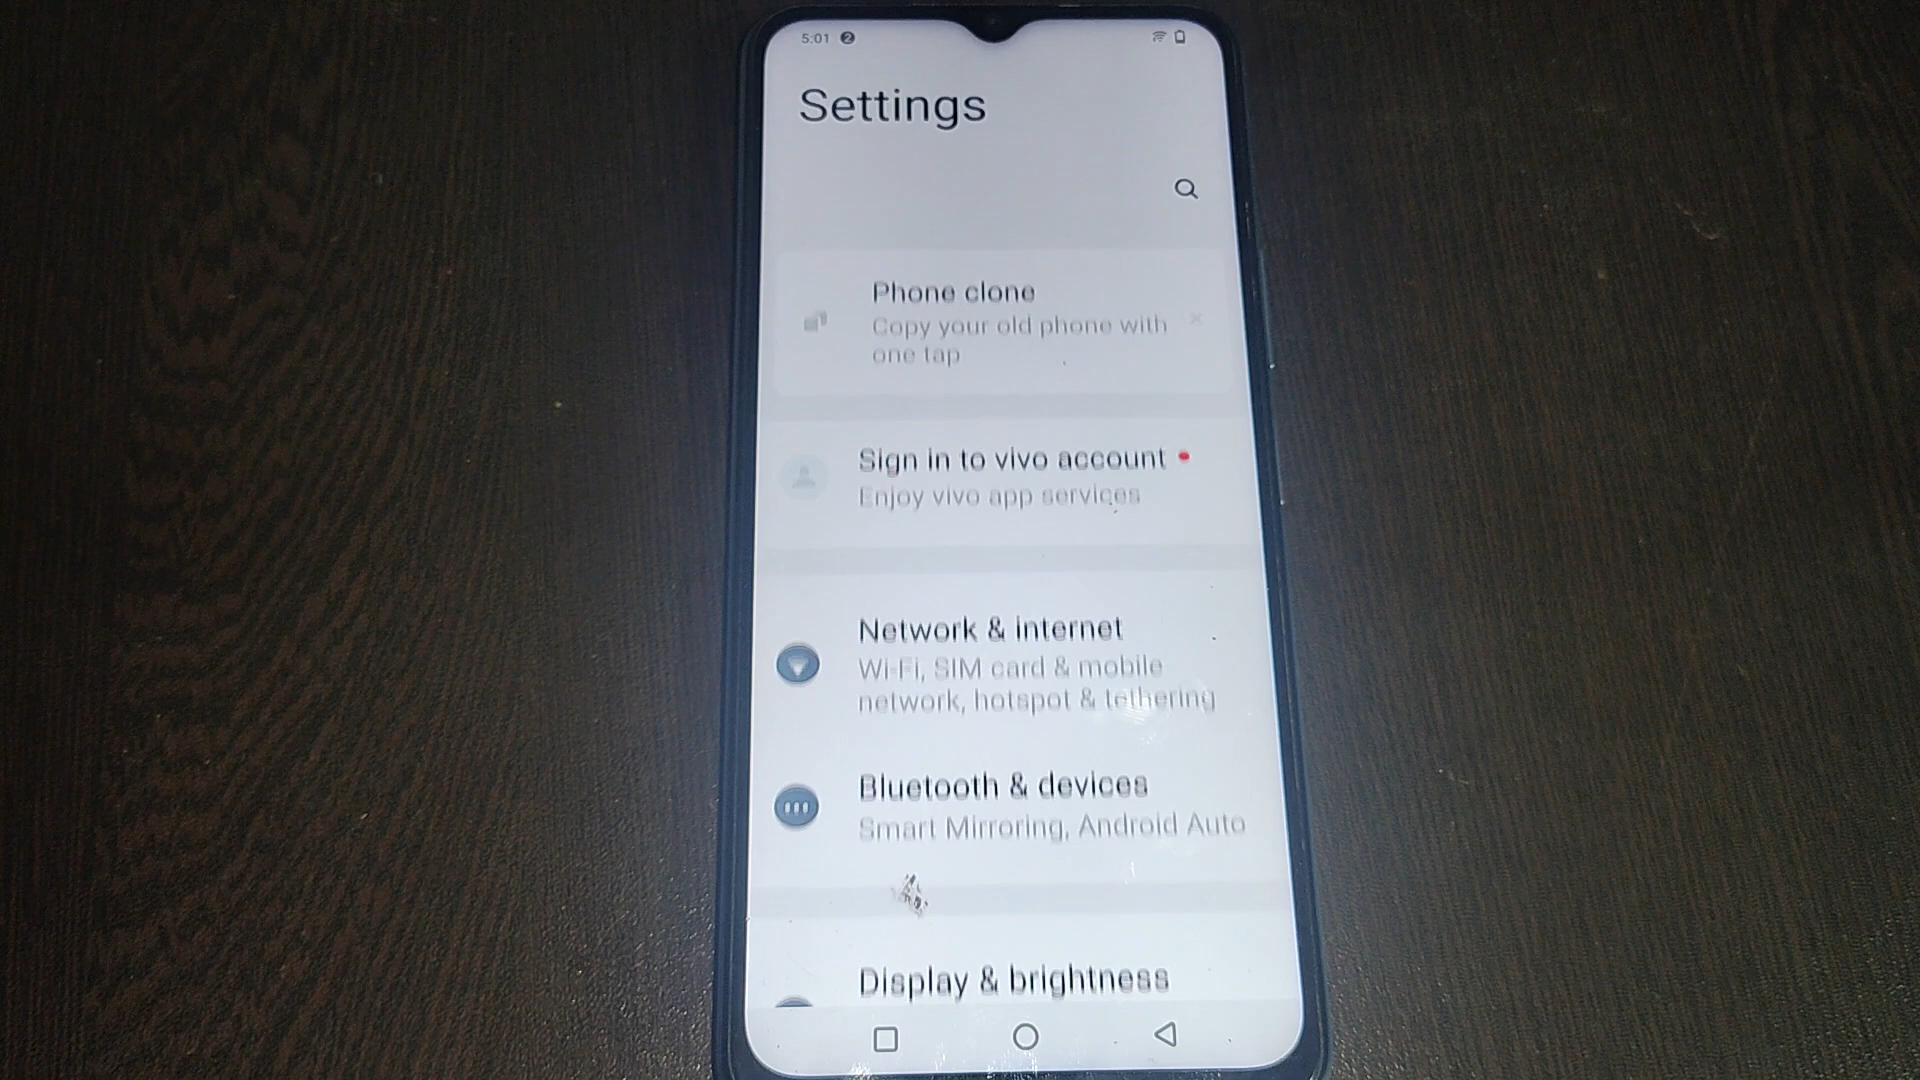 5:01 2
Settings
Phone clone
Copy your old phone with
one tap
Sign in to vivo account
Enjoy vivo app services
Network & internet
Wi-Fi, SIM card & mobile
network, hotspot & tethering
Bluetooth & devices
Smart Mirroring, Android Auto
Display & brightness